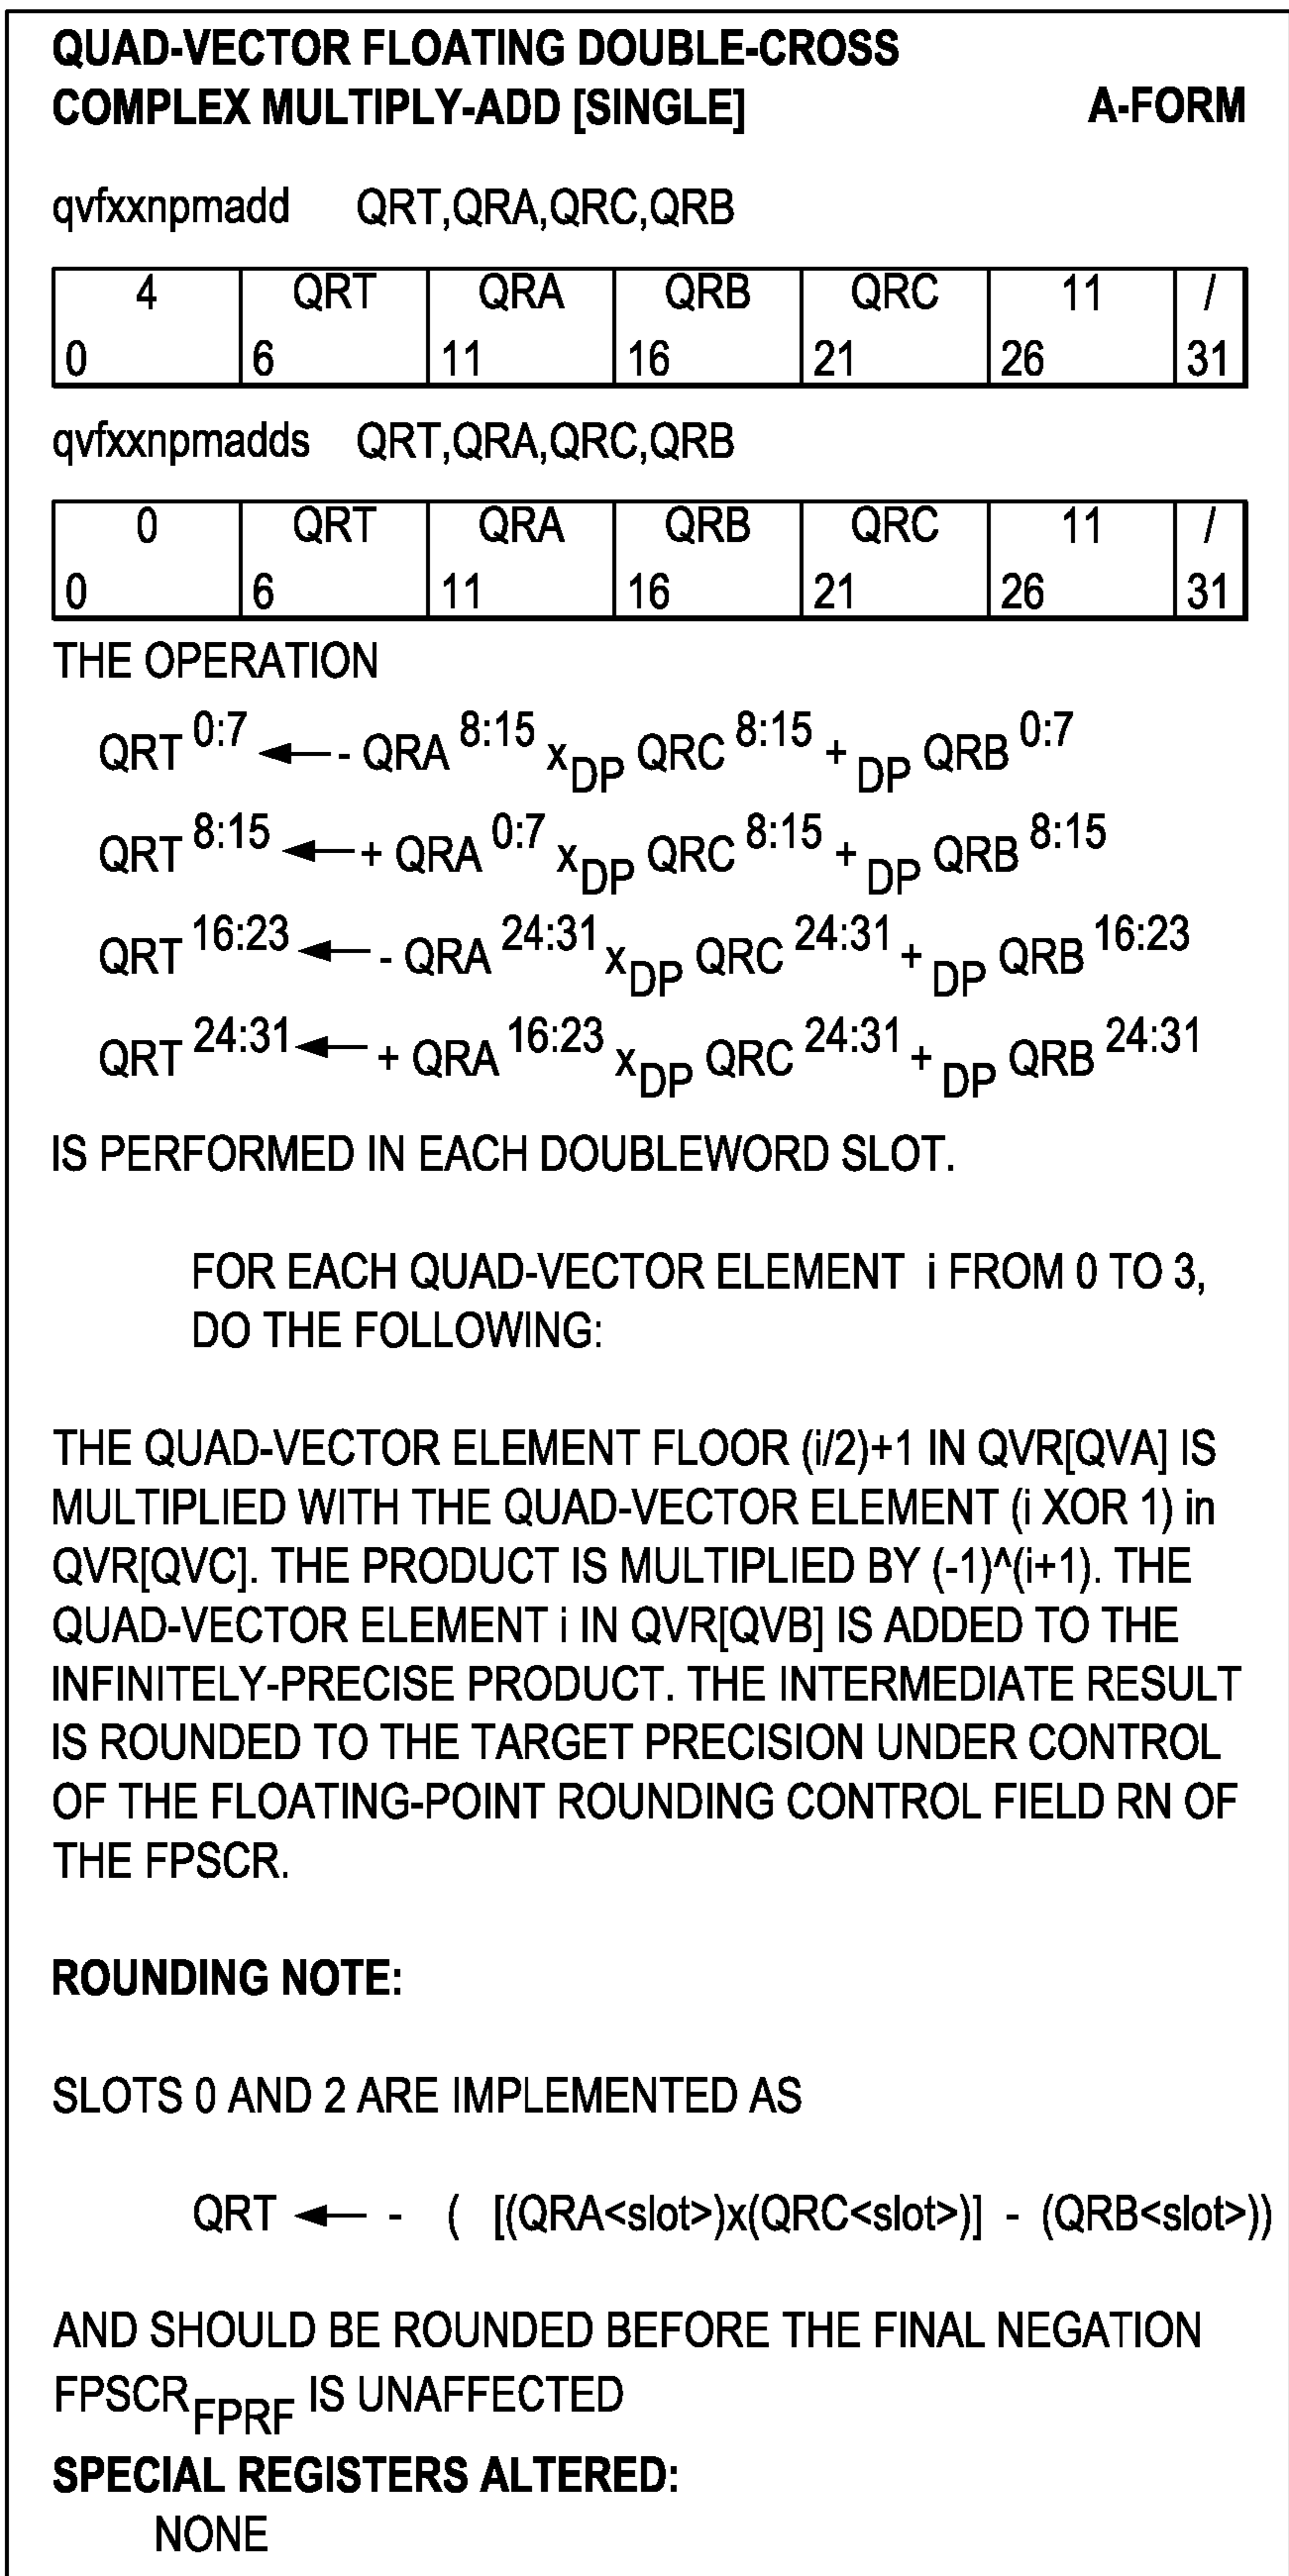 QUAD-VECTOR FLOATING DOUBLE-CROSS
COMPLEX MULTIPLY-ADD [SINGLE] A-FORM
qvfxxnpmadd QRT,QRA,QRC,QRB
4 QRT QRA QRB QRC 11 /
0 6 11 16 21 26 31
qvfxxnpmadds QRT,QRA,QRC,QRB
0 QRT QRA QRB QRC 11 /
0 6 11 16 21 26 31
THE OPERATION
QRT 0:7 ← - QRA 8:15 x DP QRC 8:15 + DP QRB 0:7
QRT 8:15 ← + QRA 0:7 x DP QRC 8:15 + DP QRB 8:15
QRT 16:23 ← - QRA 24:31 x DP QRC 24:31 + DP QRB 16:23
QRT 24:31 ← + QRA 16:23 x DP QRC 24:31 + DP QRB 24:31
IS PERFORMED IN EACH DOUBLEWORD SLOT.
FOR EACH QUAD-VECTOR ELEMENT i FROM 0 TO 3,
DO THE FOLLOWING:
THE QUAD-VECTOR ELEMENT FLOOR (i/2)+1 IN QVR[QVA] IS
MULTIPLIED WITH THE QUAD-VECTOR ELEMENT (i XOR 1) in
QVR[QVC]. THE PRODUCT IS MULTIPLIED BY (-1)^(i+1). THE
QUAD-VECTOR ELEMENT i IN QVR[QVB] IS ADDED TO THE
INFINITELY-PRECISE PRODUCT. THE INTERMEDIATE RESULT
IS ROUNDED TO THE TARGET PRECISION UNDER CONTROL
OF THE FLOATING-POINT ROUNDING CONTROL FIELD RN OF
THE FPSCR.
ROUNDING NOTE:
SLOTS 0 AND 2 ARE IMPLEMENTED AS
QRT ← - ( [(QRA<slot>)x(QRC<slot>)] - (QRB<slot>))
AND SHOULD BE ROUNDED BEFORE THE FINAL NEGATION
FPSCR FPRF IS UNAFFECTED
SPECIAL REGISTERS ALTERED:
NONE